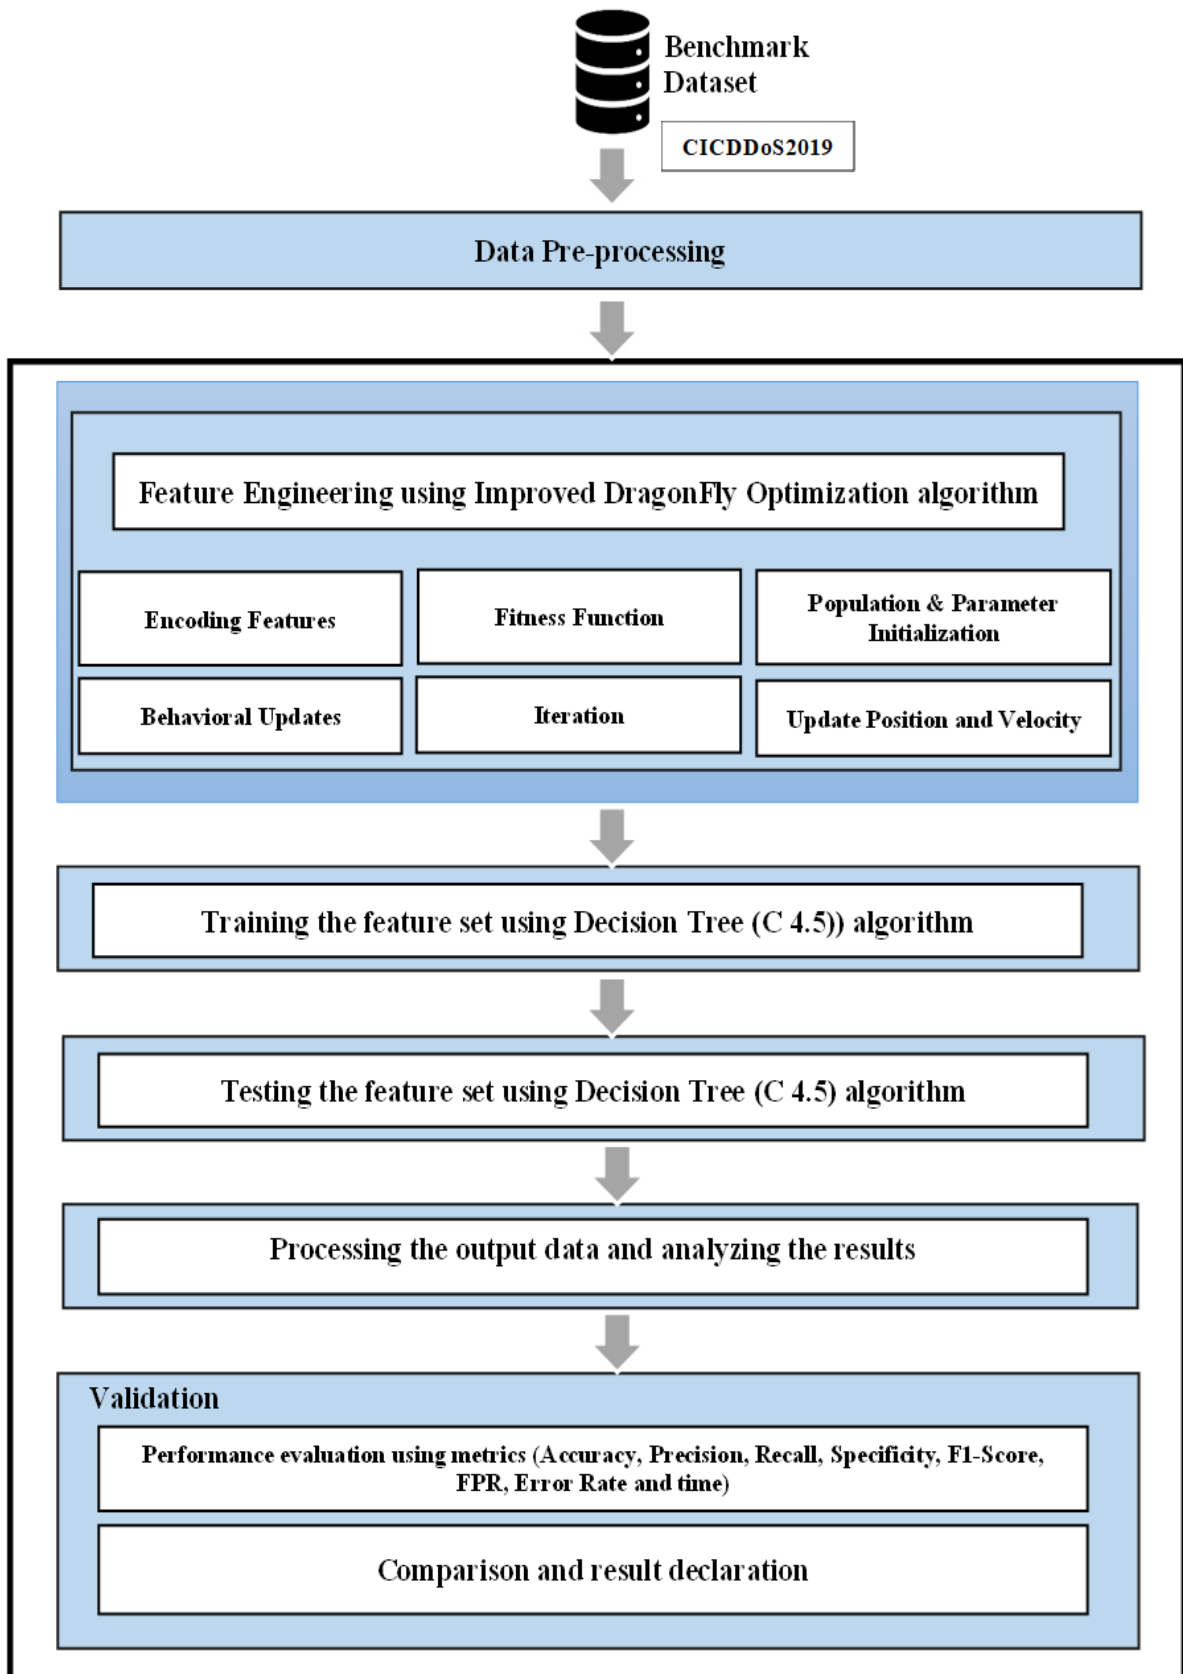 Benchmark
Dataset
CICDDoS2019
Data Pre-processing
Feature Engineering using Improved DragonFly Optimization algorithm
Encoding Features
Fitness Function
Population & Parameter
Initialization
Behavioral Updates
Iteration
Update Position and Velocity
Training the feature set using Decision Tree (C 4.5)) algorithm
Testing the feature set using Decision Tree (C 4.5) algorithm
Processing the output data and analyzing the results
Validation
Performance evaluation using metrics (Accuracy, Precision, Recall, Specificity, F1-Score,
FPR, Error Rate and time)
Comparison and result declaration